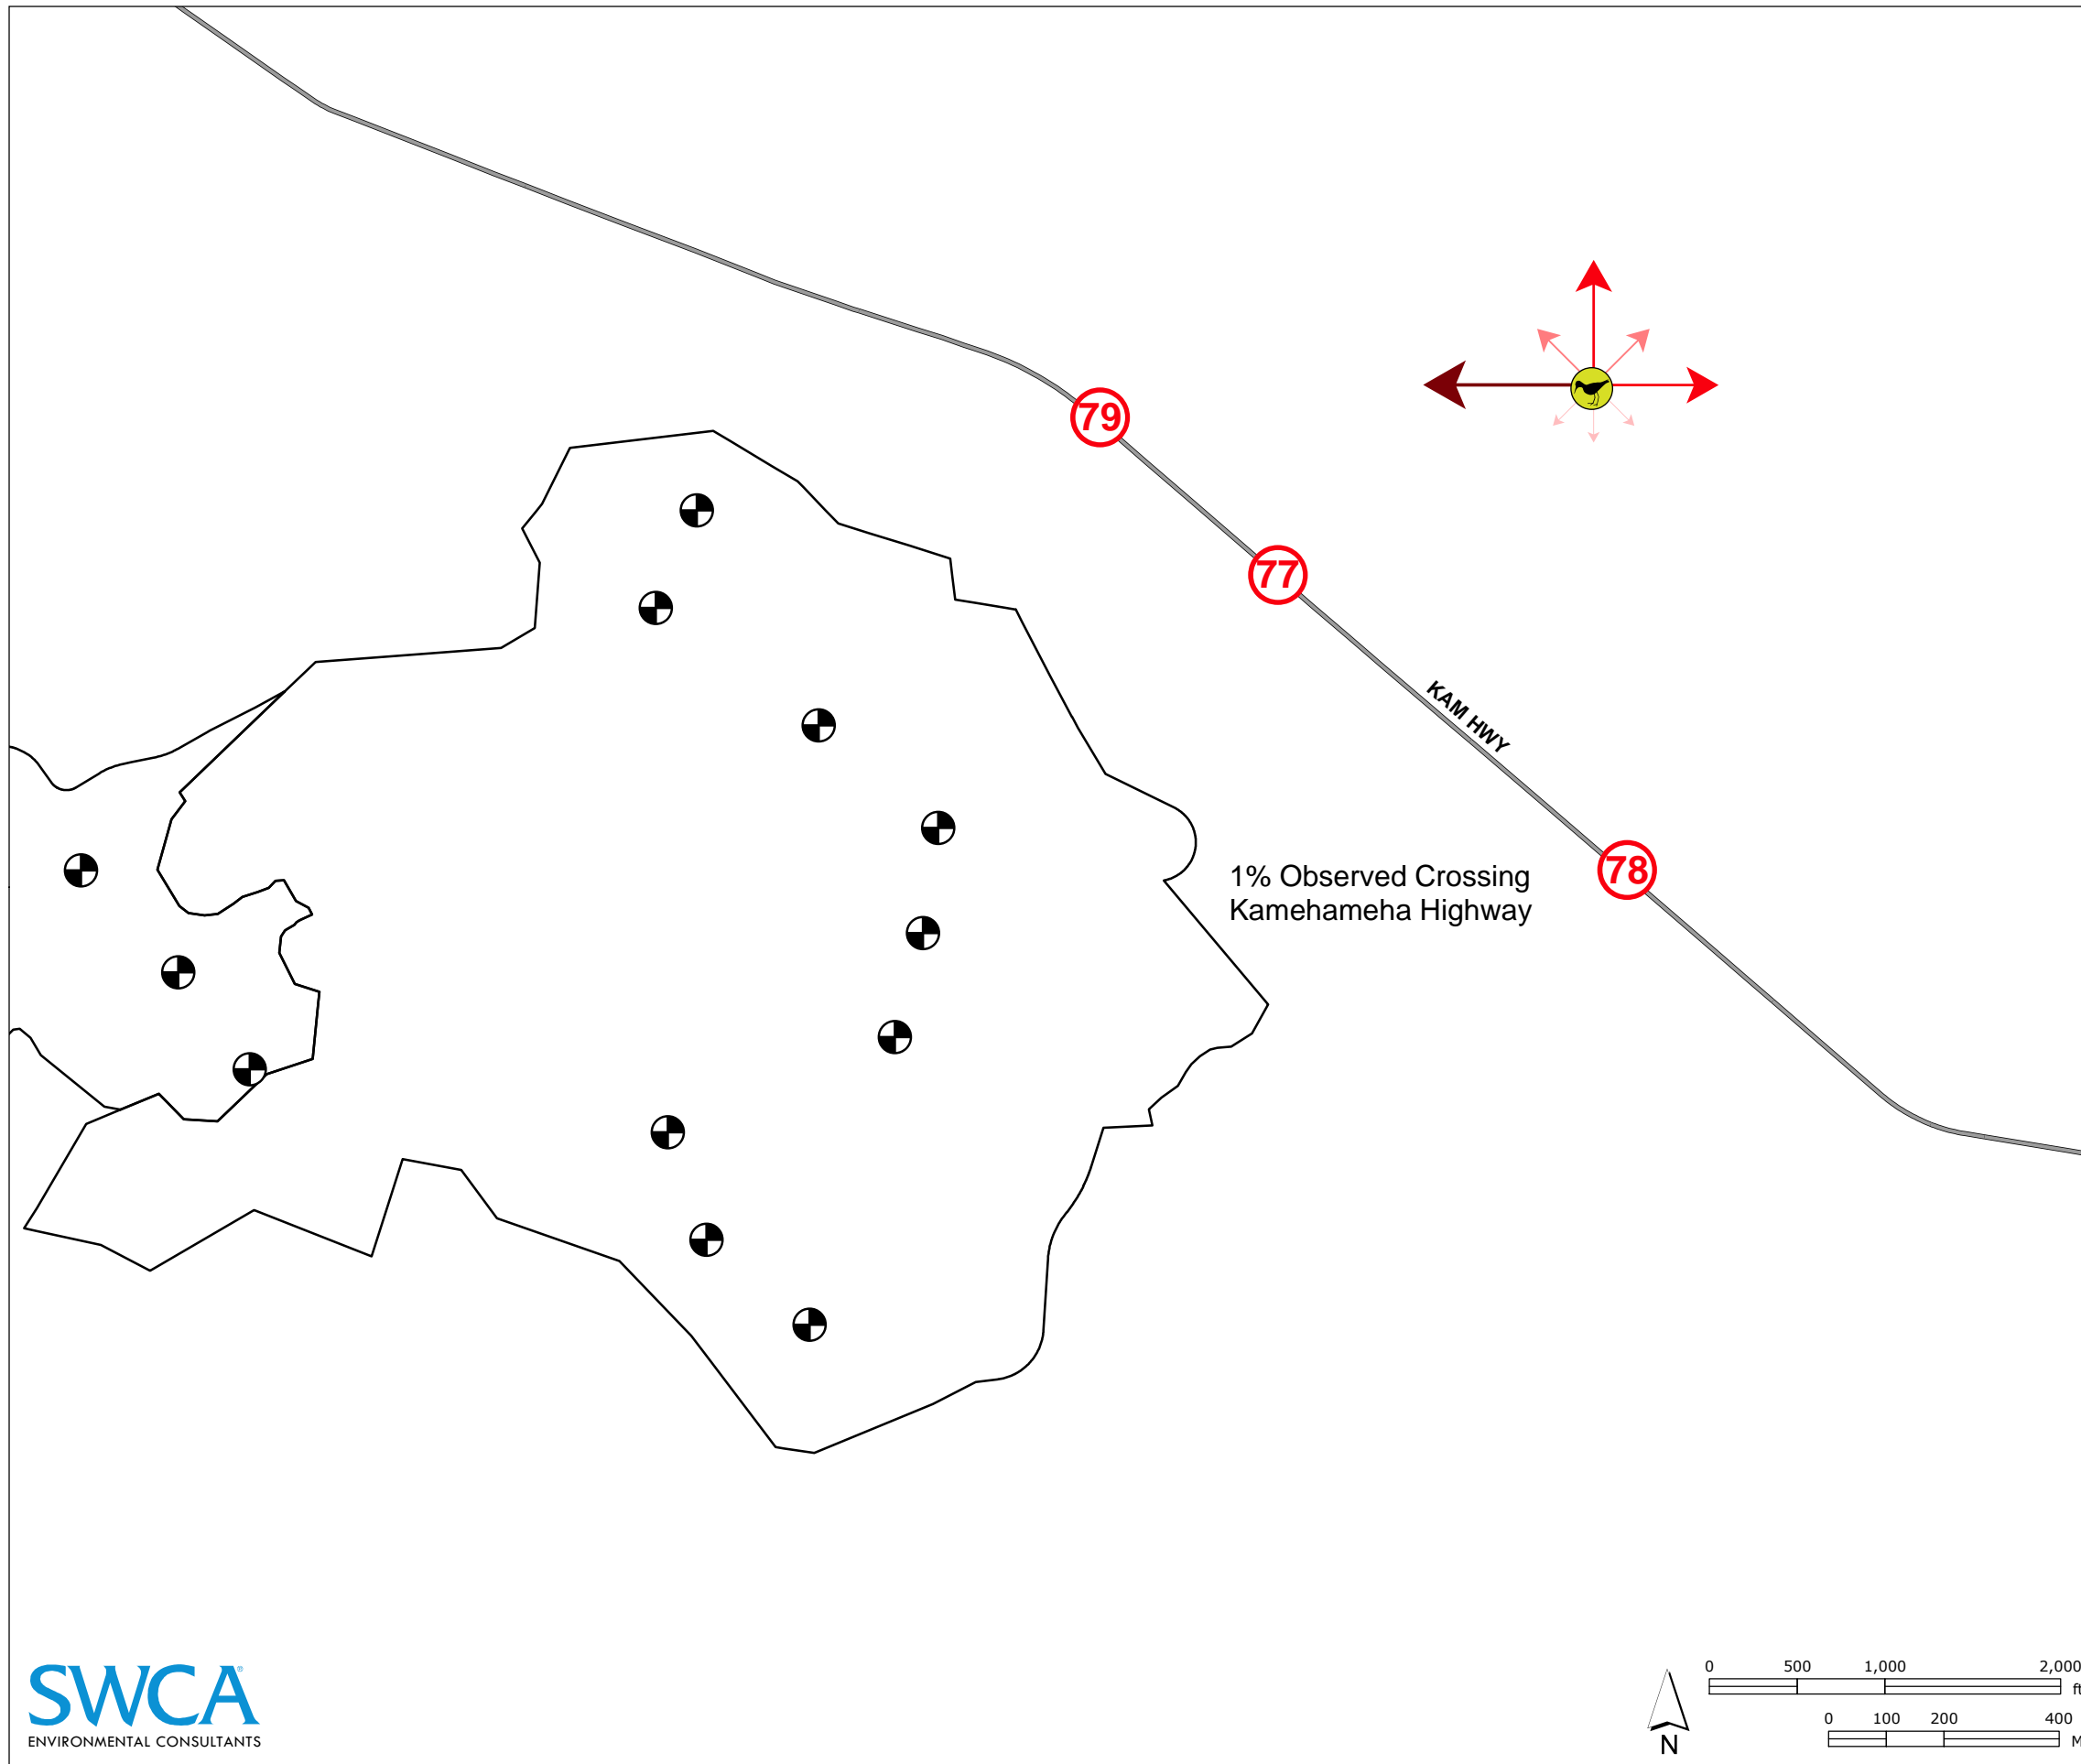 79
77
KAM HWY
78
1% Observed Crossing
Kamehameha Highway
SWCA®
ENVIRONMENTAL CONSULTANTS
N
0 500 1,000 2,000
ft
0 100 200 400
M